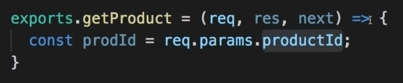 exports.getProduct = (req, res, next) => {
  const prodId = req.params.productId;
}